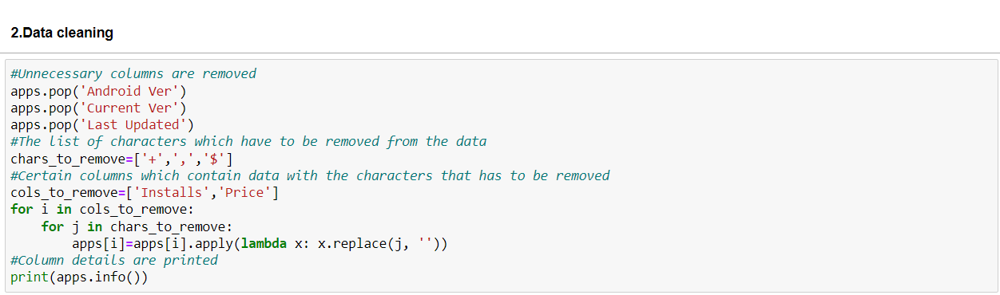 2.Data cleaning
#Unnecessary columns are removed
apps.pop('Android Ver')
apps.pop('Current Ver')
apps.pop('Last Updated')
#The list of characters which have to be removed from the data
chars_to_remove=['+',',','$']
#Certain columns which contain data with the characters that has to be removed
cols_to_remove=['Installs','Price']
for i in cols_to_remove:
    for j in chars_to_remove:
        apps[i]=apps[i].apply(lambda x: x.replace(j, ''))
#Column details are printed
print(apps.info())